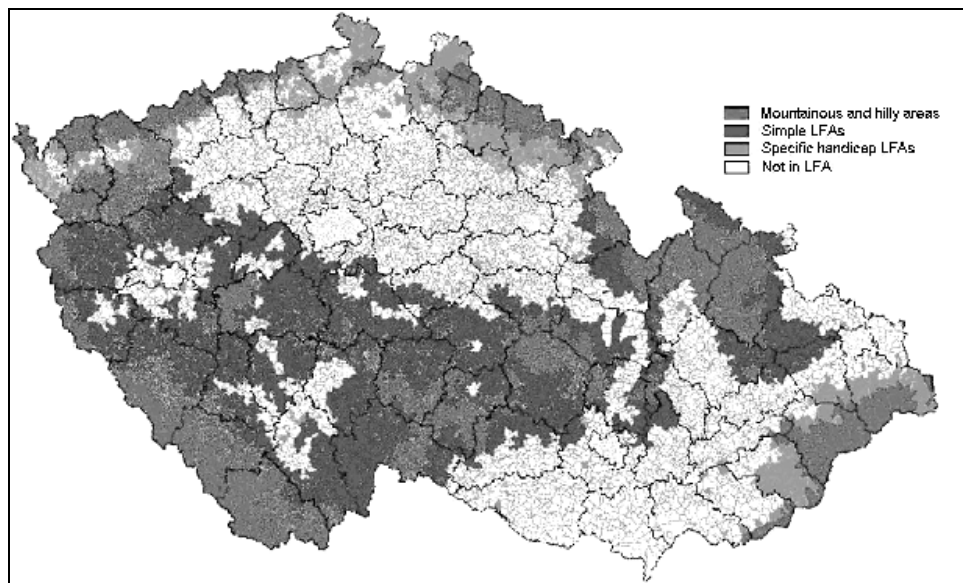 Mountainous and hilly areas
Simple LFAs
Specific handicap LFAs
Not in LFA